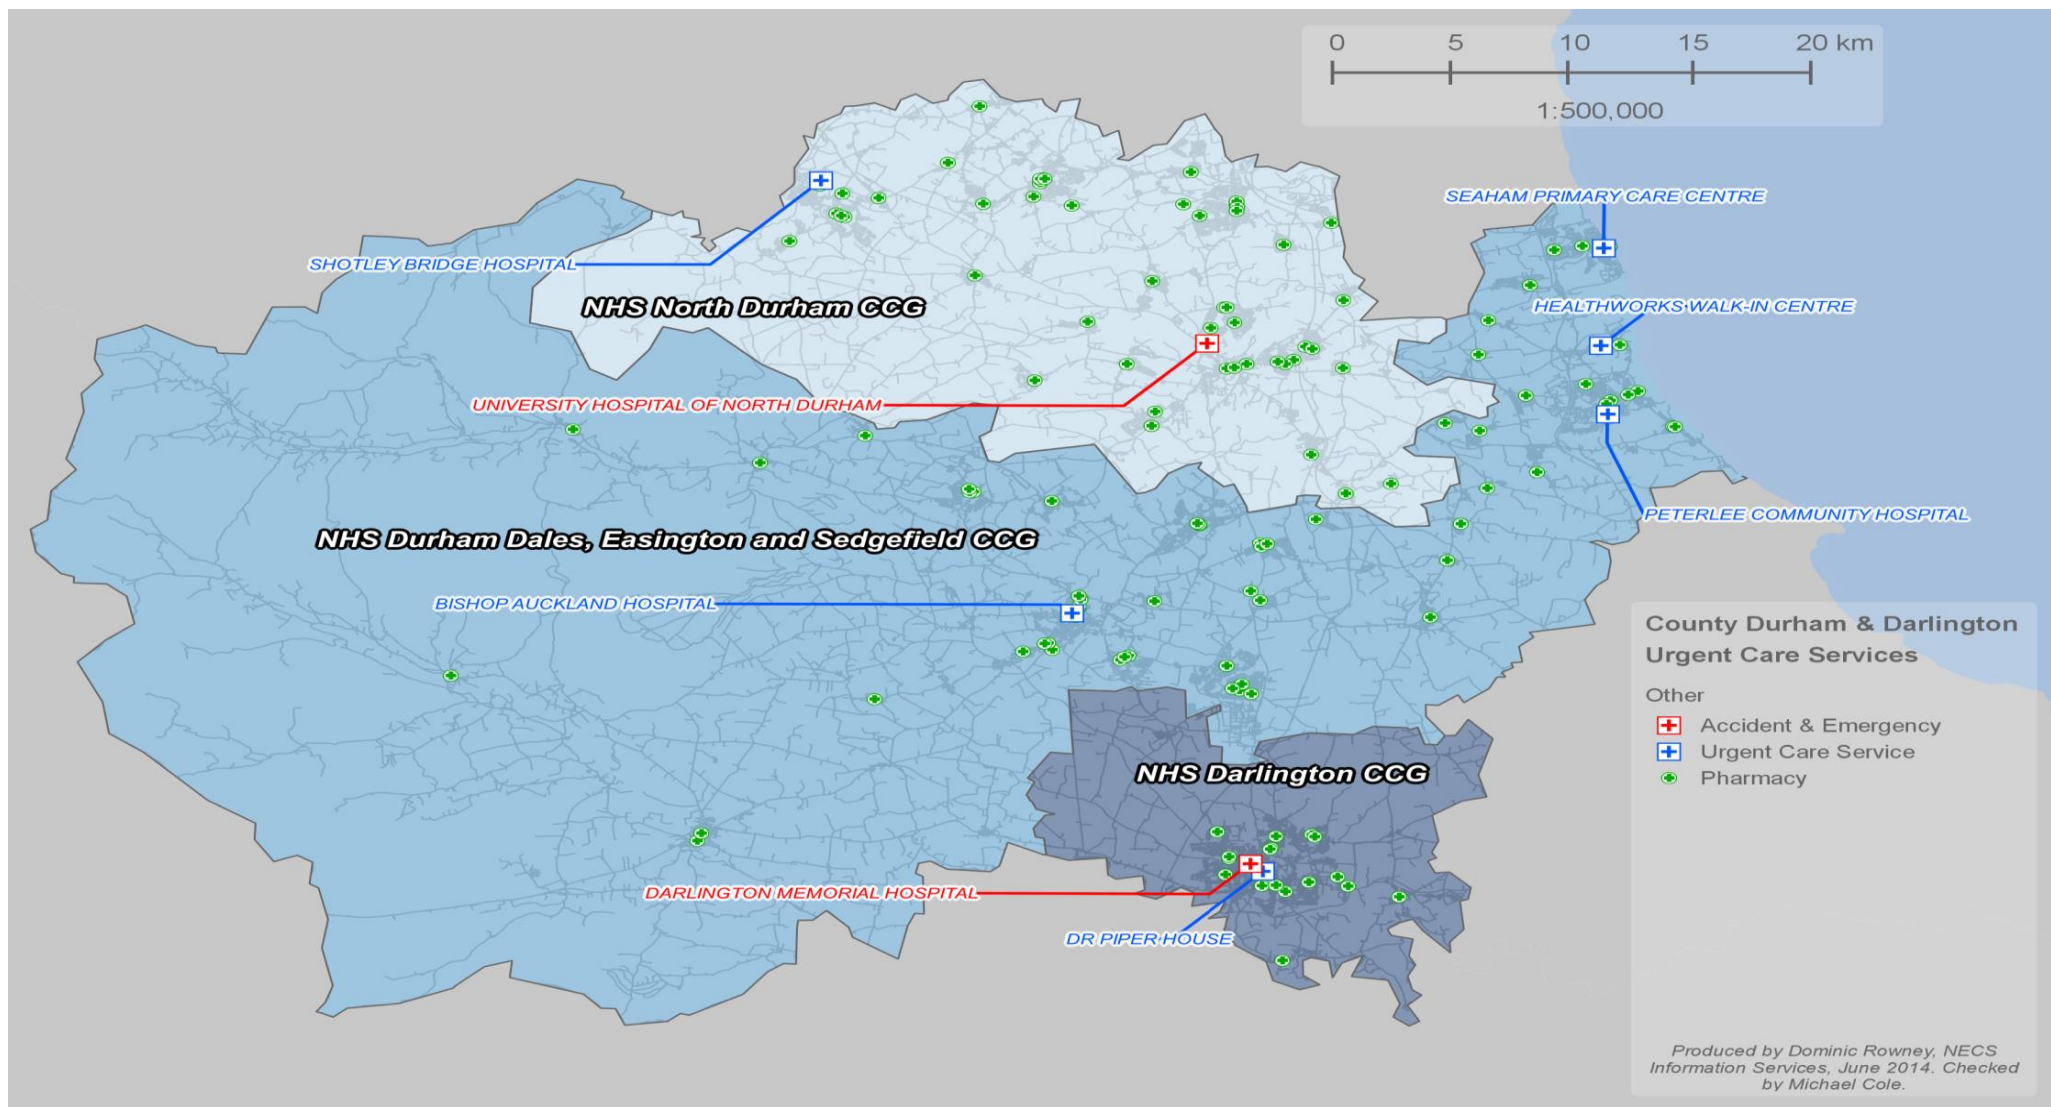 0 5 10 15 20 km
1:500,000
SEAHAM PRIMARY CARE CENTRE
SHOTLEY BRIDGE HOSPITAL
NHS North Durham CCG
HEALTHWORKS WALK-IN CENTRE
UNIVERSITY HOSPITAL OF NORTH DURHAM
PETERLEE COMMUNITY HOSPITAL
NHS Durham Dales, Easington and Sedgefield CCG
BISHOP AUCKLAND HOSPITAL
NHS Darlington CCG
DARLINGTON MEMORIAL HOSPITAL
DR PIPER HOUSE
County Durham & Darlington
Urgent Care Services
Other
Accident & Emergency
Urgent Care Service
Pharmacy
Produced by Dominic Rowney, NECS
Information Services, June 2014. Checked
by Michael Cole.